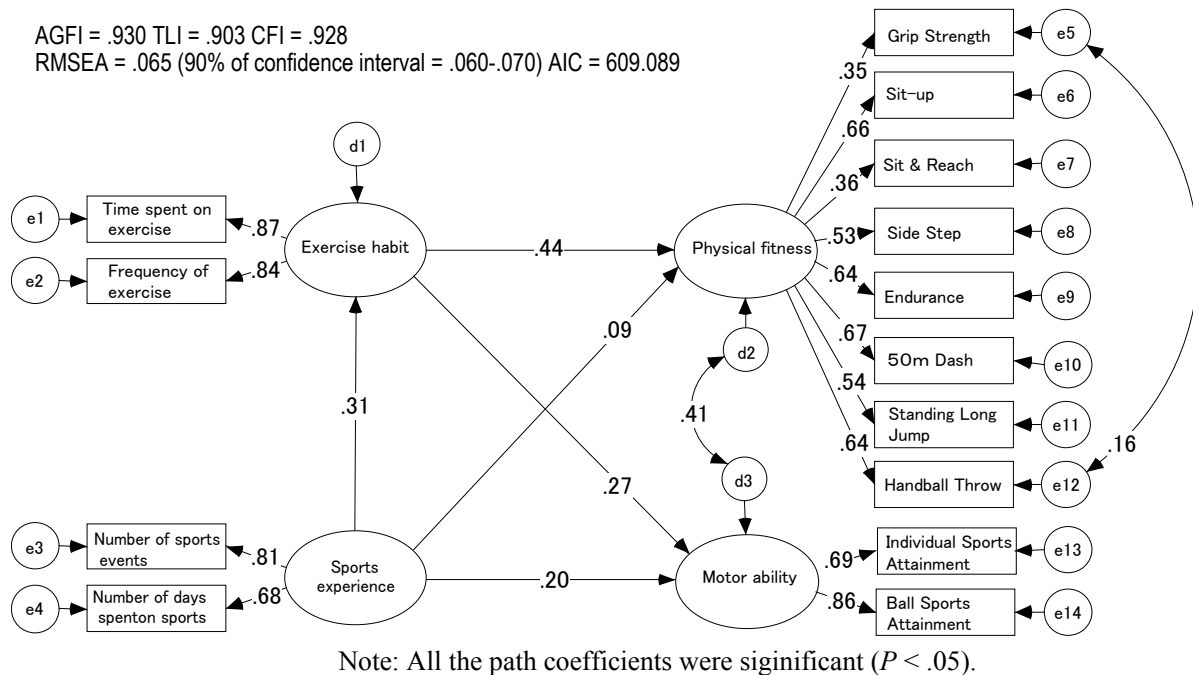 AGFI = .930 TLI = .903 CFI = .928
RMSEA = .065 (90% of confidence interval = .060-.070) AIC = 609.089
d1
e1
Time spent on
exercise
.87
e2
Frequency of
exercise
.84
Exercise habit
.44
.09
.31
.27
e3
Number of sports
events
.81
e4
Number of days
spenton sports
.68
Sports
experience
.20
Physical fitness
d2
.41
d3
Motor ability
.35
Grip Strength
e5
.66
Sit-up
e6
.36
Sit & Reach
e7
.53
Side Step
e8
.64
Endurance
e9
.67
50m Dash
e10
.54
Standing Long
Jump
e11
.64
Handball Throw
e12
.16
.69
Individual Sports
Attainment
e13
.86
Ball Sports
Attainment
e14
Note: All the path coefficients were siginificant (P < .05).